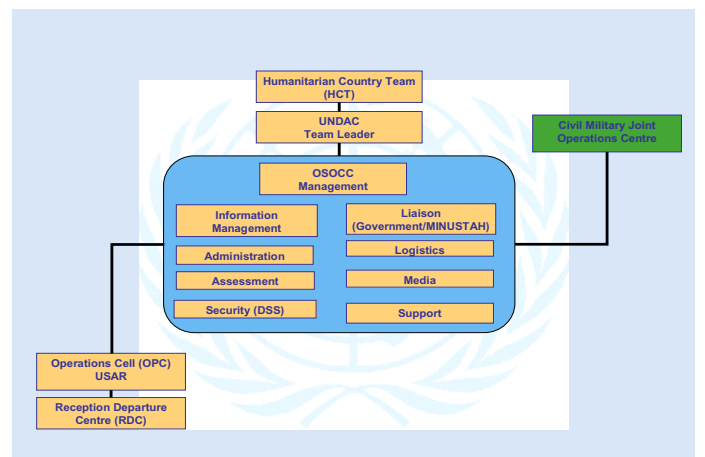 Humanitarian Country Team
(HCT)
UNDAC
Team Leader
Civil Military Joint
Operations Centre
OSOCC
Management
Information
Management
Liaison
(Government/MINUSTAH)
Administration
Logistics
Assessment
Media
Security (DSS)
Support
Operations Cell (OPC)
USAR
Reception Departure
Centre (RDC)